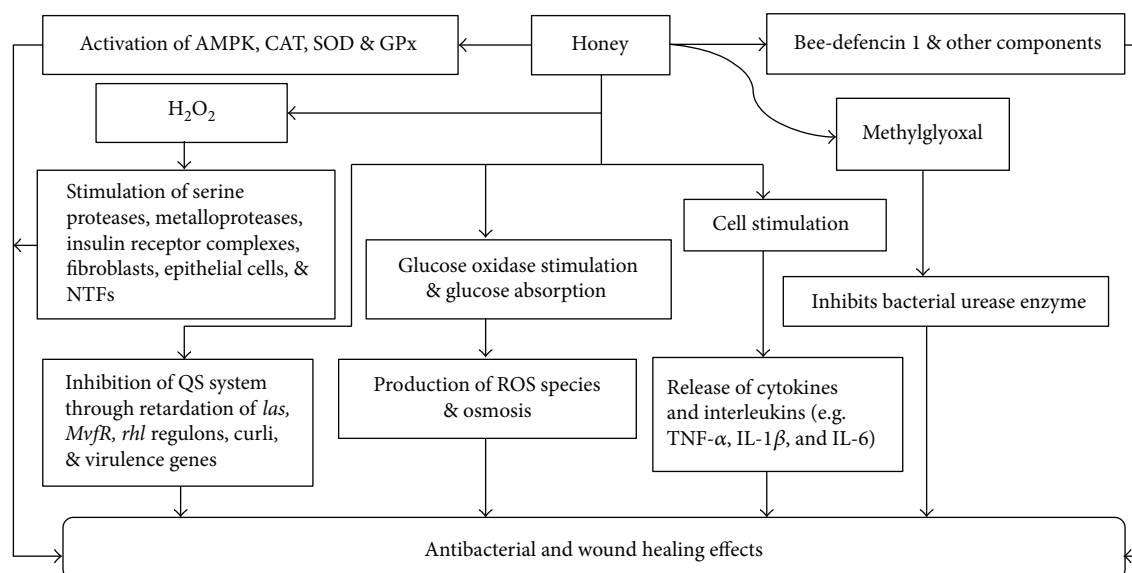 Activation of AMPK, CAT, SOD & GPx
Honey
Bee-defencin 1 & other components
H₂O₂
Methylglyoxal
Stimulation of serine
proteases, metalloproteases,
insulin receptor complexes,
fibroblasts, epithelial cells, &
NTFs
Cell stimulation
Glucose oxidase stimulation
& glucose absorption
Inhibits bacterial urease enzyme
Inhibition of QS system
through retardation of las,
MvfR, rhl regulons, curli,
& virulence genes
Production of ROS species
& osmosis
Release of cytokines
and interleukins (e.g.
TNF-α, IL-1β, and IL-6)
Antibacterial and wound healing effects